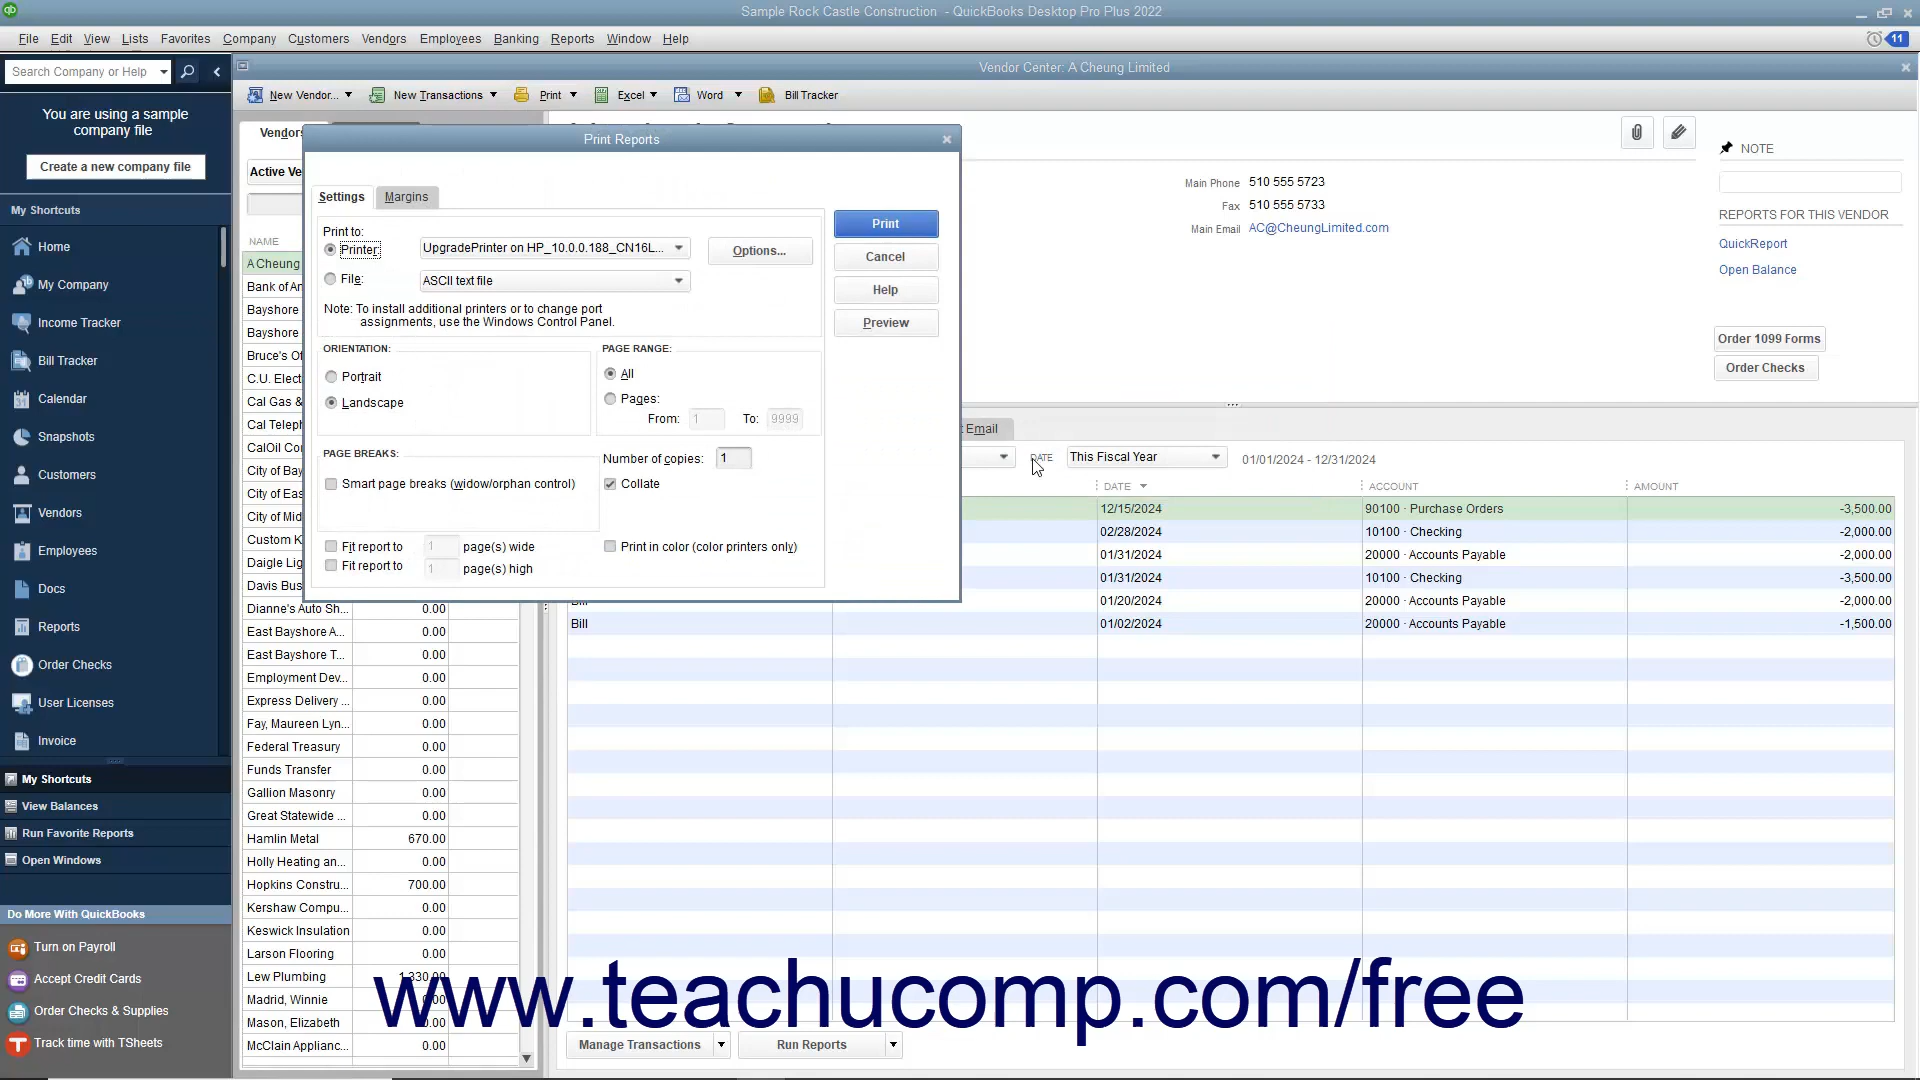 Sample Rock Castle Construction - QuickBooks Desktop Pro Plus 2022
File Edit View Lists Favorites Company Customers Vendors Employees Banking Reports Window Help
11
Search Company or Help
Vendor Center: A Cheung Limited
New Vendor... New Transactions Print Excel Word Bill Tracker
You are using a sample
company file
Create a new company file
My Shortcuts
Home
My Company
Income Tracker
Bill Tracker
Calendar
Snapshots
Customers
Vendors
Employees
Docs
Reports
Order Checks
User Licenses
Invoice
My Shortcuts
View Balances
Run Favorite Reports
Open Windows
Do More With QuickBooks
Turn on Payroll
Accept Credit Cards
Order Checks & Supplies
Track time with TSheets
Vendors
Active Ve
NAME
A Cheung
Bank of An
Bayshore
Bayshore
Bruce's Of
C.U. Elect
Cal Gas &
Cal Teleph
CalOil Cor
City of Bay
City of Eas
City of Mid
Custom K
Daigle Lig
Davis Bus
Dianne's Auto Sh... 0.00
East Bayshore A... 0.00
East Bayshore T... 0.00
Employment Dev... 0.00
Express Delivery ... 0.00
Fay, Maureen Lyn... 0.00
Federal Treasury 0.00
Funds Transfer 0.00
Gallion Masonry 0.00
Great Statewide ... 0.00
Hamlin Metal 670.00
Holly Heating an... 0.00
Hopkins Constru... 700.00
Kershaw Compu... 0.00
Keswick Insulation 0.00
Larson Flooring 0.00
Lew Plumbing 1,330.00
Madrid, Winnie 0.00
Mason, Elizabeth 0.00
McClain Applianc... 0.00
Print Reports
Settings Margins
Print to:
Printer: UpgradePrinter on HP_10.0.0.188_CN16L... Options...
File: ASCII text file
Note: To install additional printers or to change port
assignments, use the Windows Control Panel.
Print
Cancel
Help
Preview
ORIENTATION:
Portrait
Landscape
PAGE RANGE:
All
Pages:
From: 1 To: 9999
PAGE BREAKS:
Smart page breaks (widow/orphan control)
Number of copies: 1
Collate
Fit report to 1 page(s) wide
Fit report to 1 page(s) high
Print in color (color printers only)
Main Phone 510 555 5723
Fax 510 555 5733
Main Email AC@CheungLimited.com
NOTE
REPORTS FOR THIS VENDOR
QuickReport
Open Balance
Order 1099 Forms
Order Checks
t Email
DATE This Fiscal Year 01/01/2024 - 12/31/2024
DATE ACCOUNT AMOUNT
12/15/2024 90100 · Purchase Orders -3,500.00
02/28/2024 10100 · Checking -2,000.00
01/31/2024 20000 · Accounts Payable -2,000.00
01/31/2024 10100 · Checking -3,500.00
Bill 01/20/2024 20000 · Accounts Payable -2,000.00
Bill 01/02/2024 20000 · Accounts Payable -1,500.00
www.teachucomp.com/free
Manage Transactions Run Reports